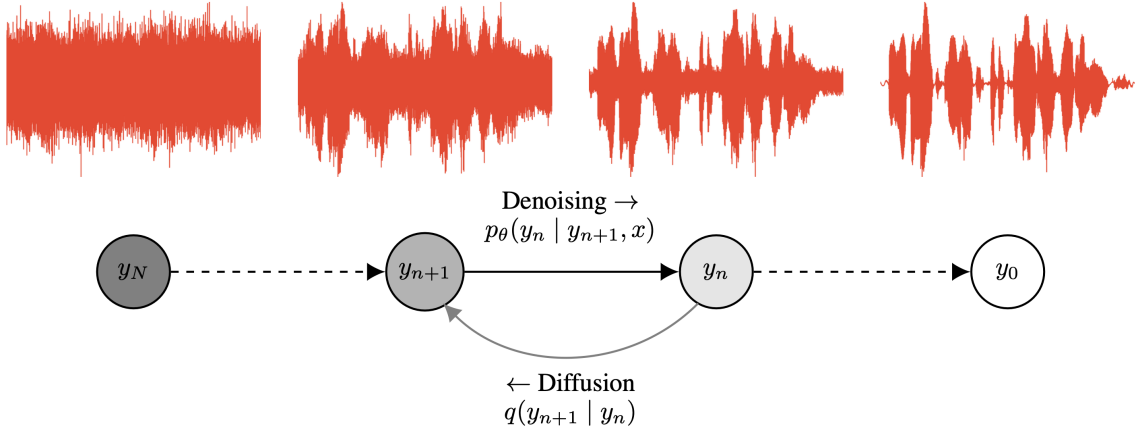 Denoising →
pθ(yn | yn+1, x)
yN yn+1 yn y0
← Diffusion
q(yn+1 | yn)